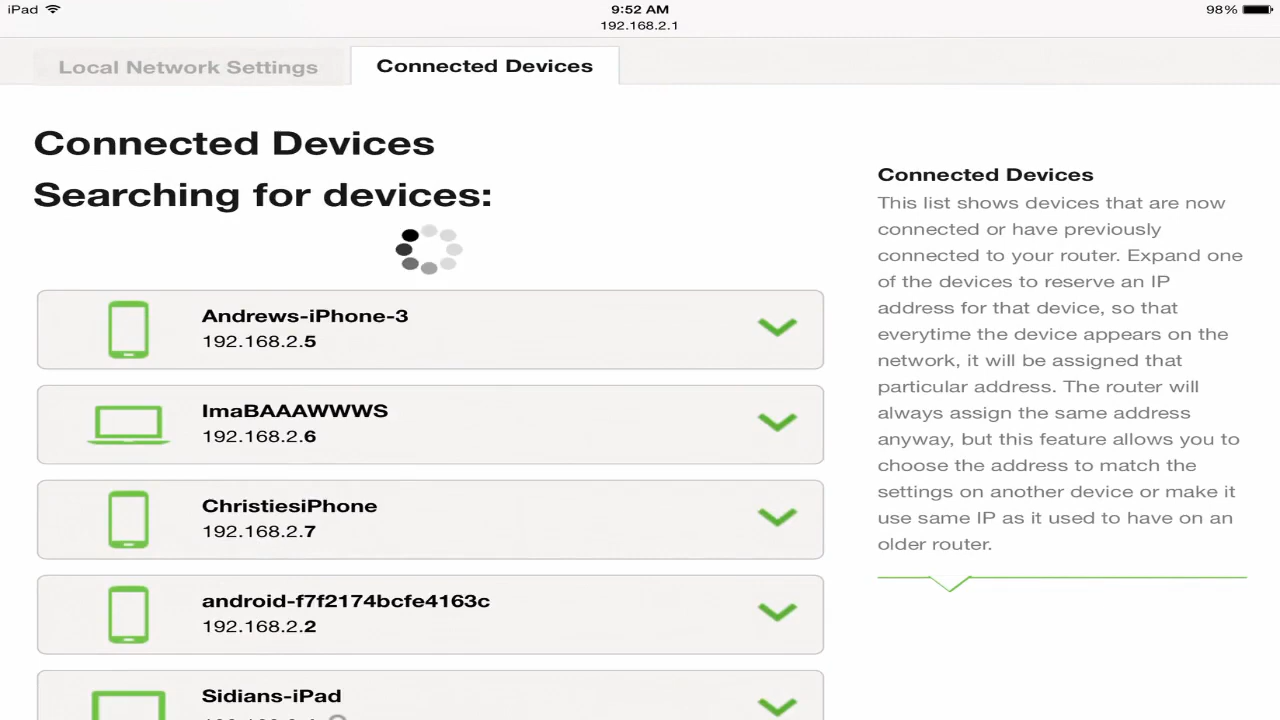 iPad
9:52 AM
98%
192.168.2.1
Local Network Settings
Connected Devices
Connected Devices
Searching for devices:
Andrews-iPhone-3
192.168.2.5
ImaBAAAWWWS
192.168.2.6
ChristiesiPhone
192.168.2.7
android-f7f2174bcfe4163c
192.168.2.2
Sidians-iPad
Connected Devices
This list shows devices that are now
connected or have previously
connected to your router. Expand one
of the devices to reserve an IP
address for that device, so that
everytime the device appears on the
network, it will be assigned that
particular address. The router will
always assign the same address
anyway, but this feature allows you to
choose the address to match the
settings on another device or make it
use same IP as it used to have on an
older router.